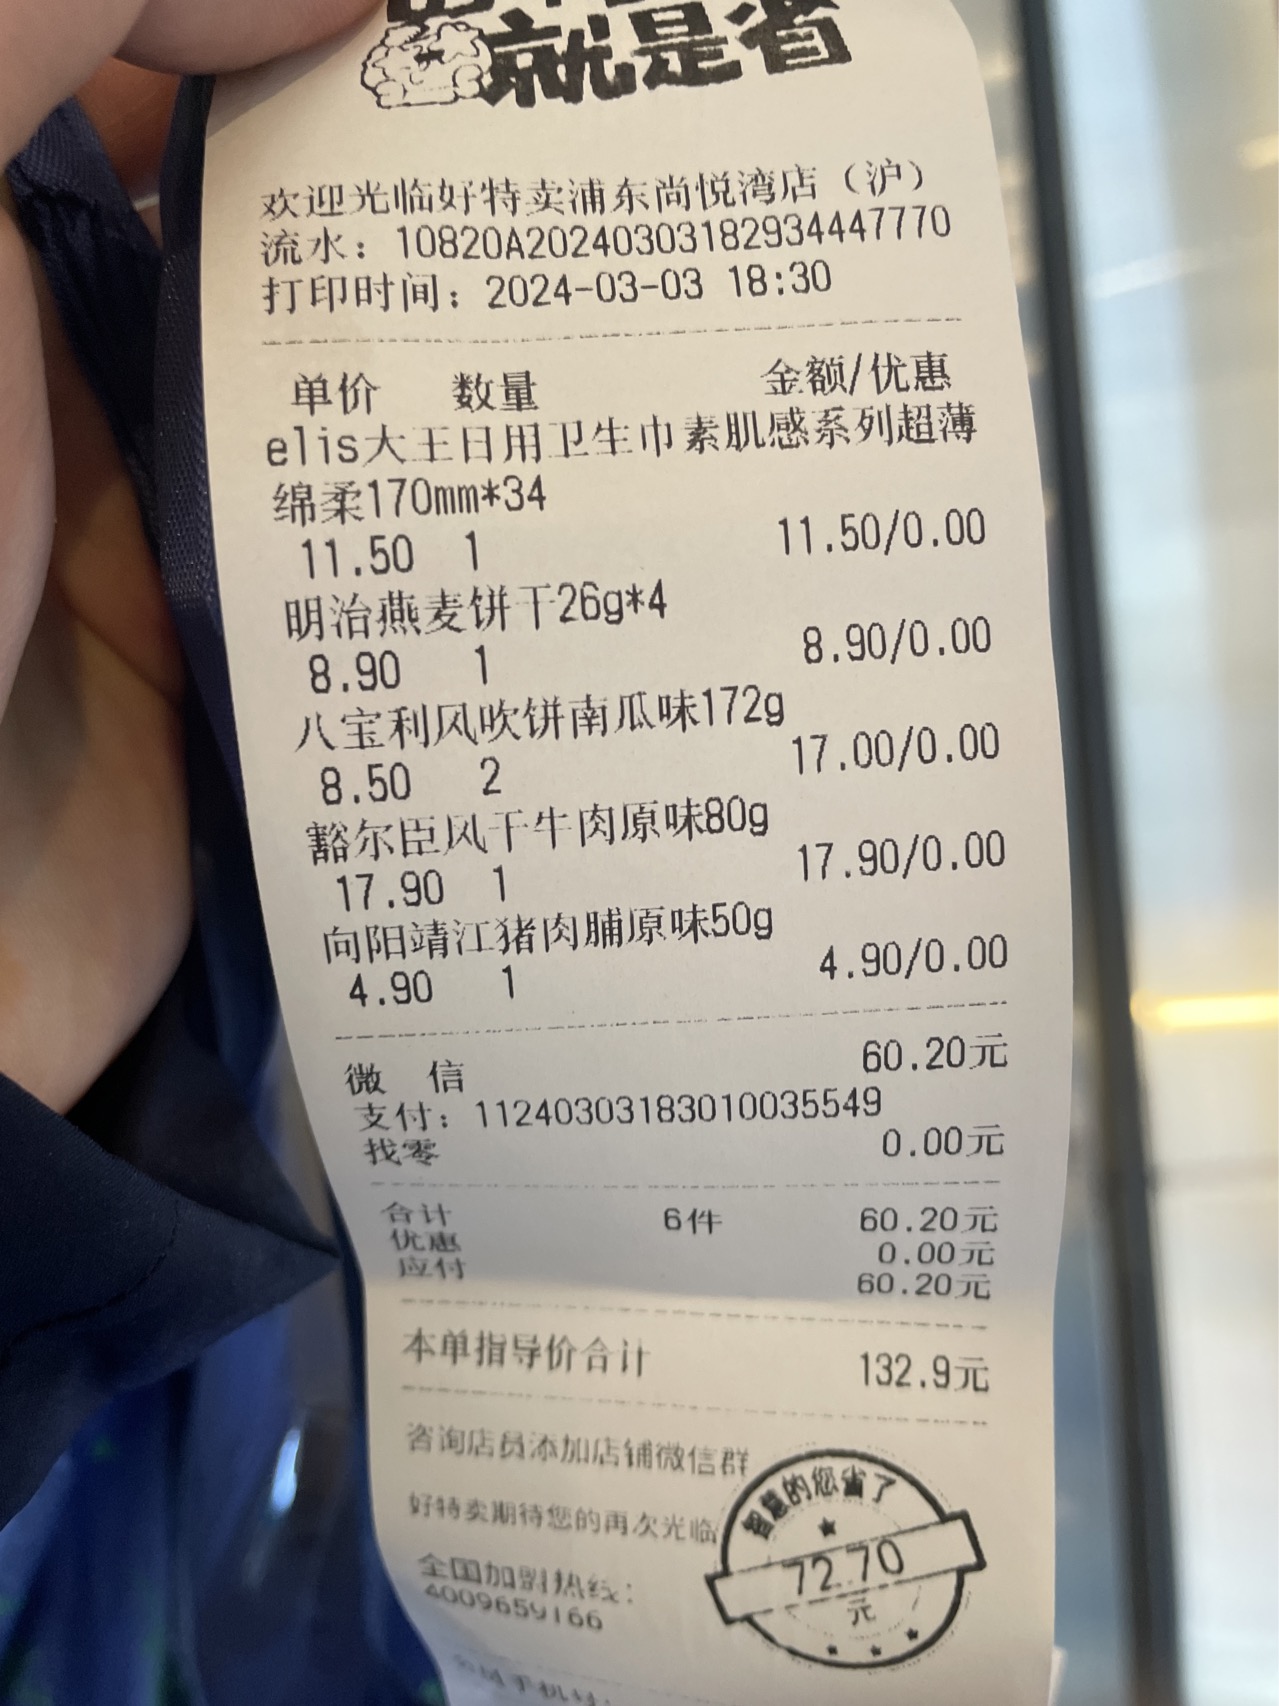 就是省
欢迎光临好特卖浦东尚悦湾店（沪）
流水：10820A20240303182934447770
打印时间：2024-03-03 18:30
单价 数量 金额/优惠
elis大王日用卫生巾素肌感系列超薄
绵柔170mm*34
11.50 1 11.50/0.00
明治燕麦饼干26g*4
8.90 1 8.90/0.00
八宝利风吹饼南瓜味172g
8.50 2 17.00/0.00
豁尔臣风干牛肉原味80g
17.90 1 17.90/0.00
向阳靖江猪肉脯原味50g
4.90 1 4.90/0.00
微 信 60.20元
支付：11240303183010035549
找零 0.00元
合计 6件 60.20元
优惠 0.00元
应付 60.20元
本单指导价合计 132.9元
咨询店员添加店铺微信群
好特卖期待您的再次光临
全国加盟热线：
4009659166
智慧的您省了
72.70
元